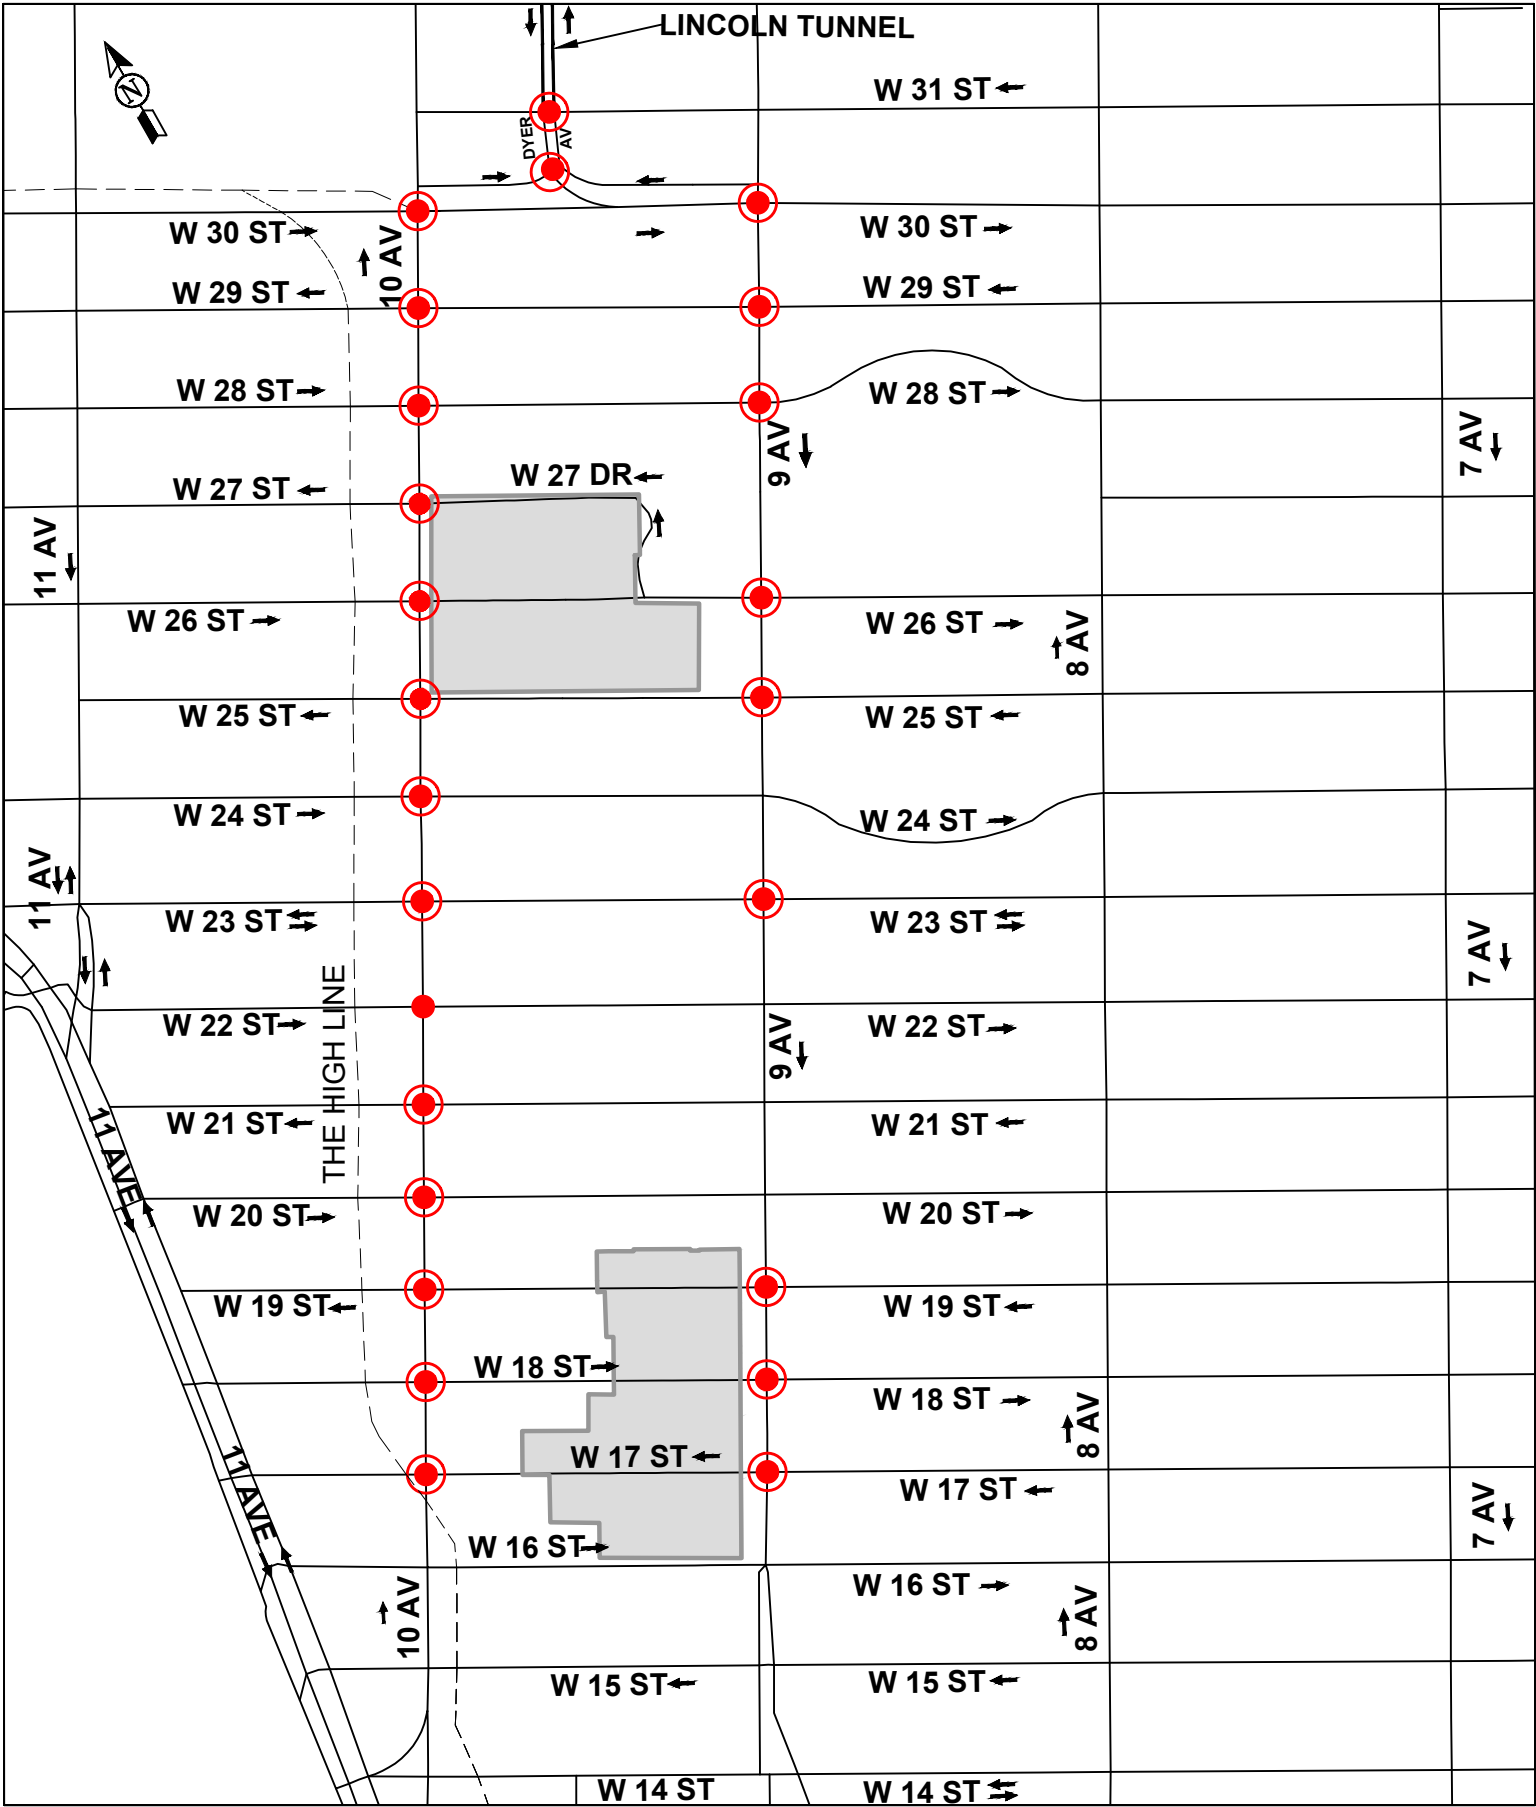 LINCOLN TUNNEL
W 31 ST
N
DYER
AV
W 30 ST
W 30 ST
10 AV
W 29 ST
W 29 ST
W 28 ST
W 28 ST
9 AV
7 AV
W 27 DR
W 27 ST
11 AV
W 26 ST
W 26 ST
8 AV
W 25 ST
W 25 ST
W 24 ST
W 24 ST
11 AV
W 23 ST
W 23 ST
7 AV
THE HIGH LINE
W 22 ST
W 22 ST
9 AV
11 AVE
W 21 ST
W 21 ST
W 20 ST
W 20 ST
W 19 ST
W 19 ST
W 18 ST
W 18 ST
8 AV
11 AVE
W 17 ST
W 17 ST
7 AV
W 16 ST
W 16 ST
10 AV
8 AV
W 15 ST
W 15 ST
W 14 ST
W 14 ST